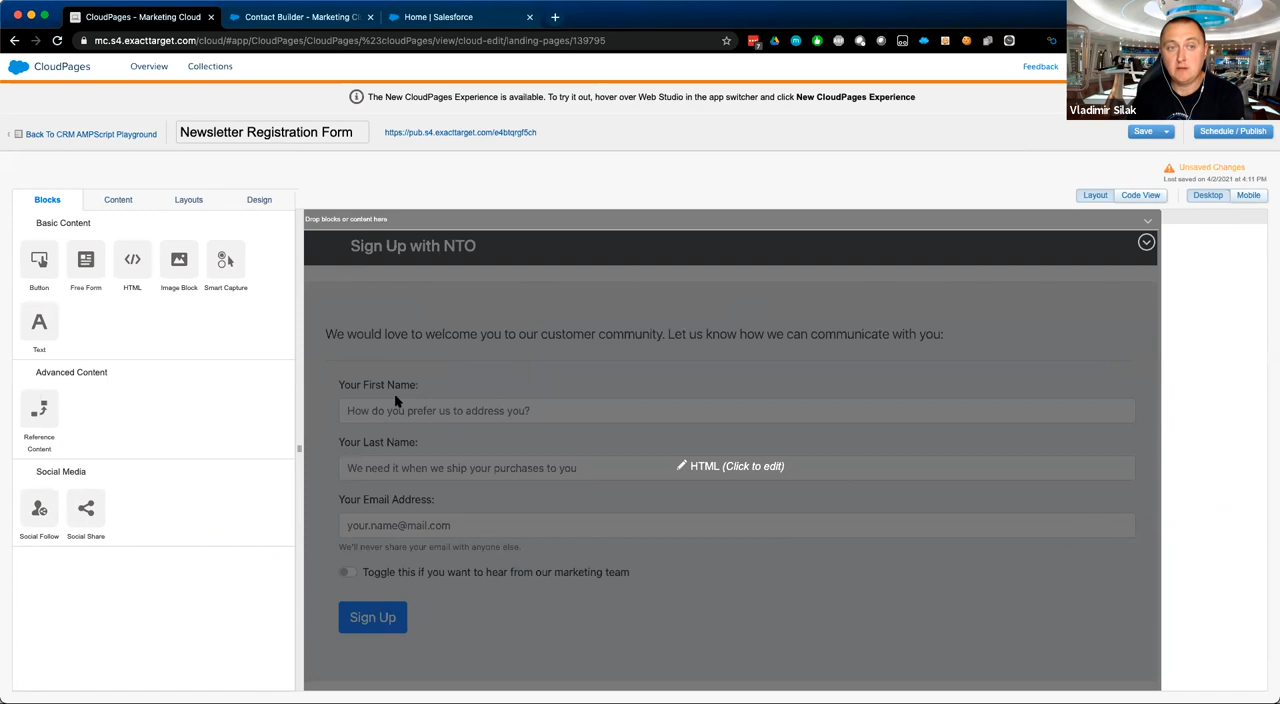 CloudPages - Marketing Cloud
Contact Builder - Marketing Cl
Home | Salesforce
mc.s4.exacttarget.com/cloud/#app/CloudPages/CloudPages/%23cloudPages/view/cloud-edit/landing-pages/139795
7
CloudPages
Overview
Collections
Feedback
The New CloudPages Experience is available. To try it out, hover over Web Studio in the app switcher and click New CloudPages Experience
Vladimir Silak
Back To CRM AMPScript Playground
Newsletter Registration Form
https://pub.s4.exacttarget.com/e4btqrgf5ch
Save
Schedule / Publish
Unsaved Changes
Last saved on 4/2/2021 at 4:11 PM
Blocks
Content
Layouts
Design
Layout
Code View
Desktop
Mobile
Basic Content
Button
Free Form
HTML
Image Block
Smart Capture
Text
Advanced Content
Reference
Content
Social Media
Social Follow
Social Share
Drop blocks or content here
Sign Up with NTO
We would love to welcome you to our customer community. Let us know how we can communicate with you:
Your First Name:
How do you prefer us to address you?
Your Last Name:
We need it when we ship your purchases to you
HTML (Click to edit)
Your Email Address:
your.name@mail.com
We'll never share your email with anyone else.
Toggle this if you want to hear from our marketing team
Sign Up